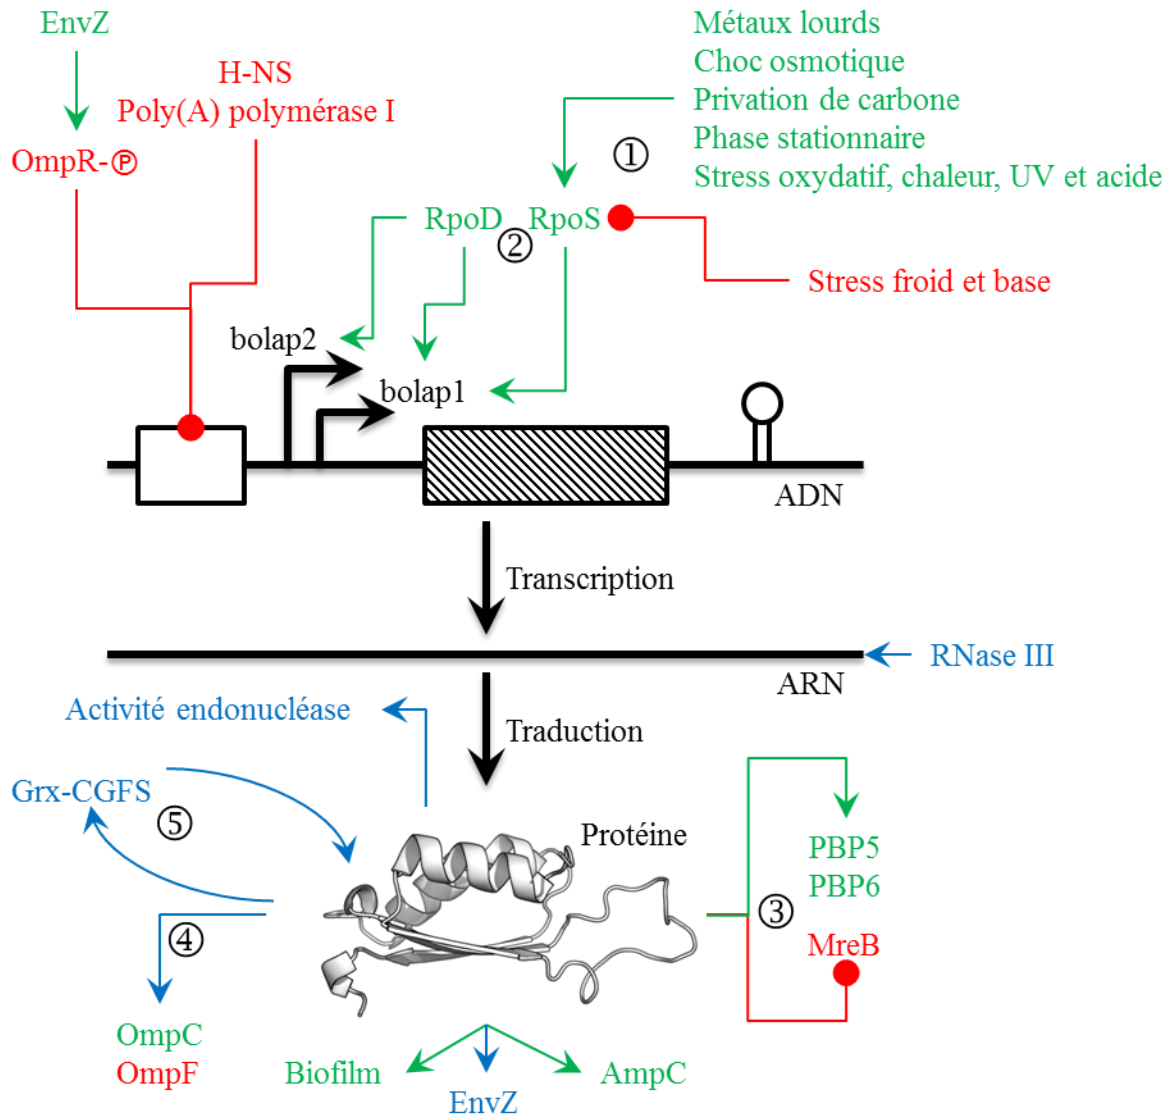 EnvZ
H-NS
Poly(A) polymérase I
OmpR-Ⓟ
Métaux lourds
Choc osmotique
Privation de carbone
Phase stationnaire
Stress oxydatif, chaleur, UV et acide
①
RpoD
②
RpoS
Stress froid et base
bolap2
bolap1
ADN
Transcription
RNase III
ARN
Activité endonucléase
Traduction
Grx-CGFS
⑤
Protéine
PBP5
PBP6
③
MreB
④
OmpC
OmpF
Biofilm
EnvZ
AmpC